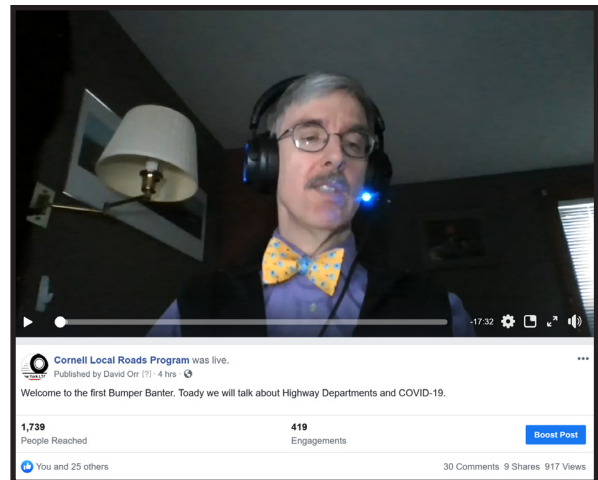 -17:32
Cornell Local Roads Program was live.
Published by David Orr [?] · 4 hrs ·
Welcome to the first Bumper Banter. Toady we will talk about Highway Departments and COVID-19.
1,739
People Reached
419
Engagements
Boost Post
You and 25 others
30 Comments 9 Shares 917 Views